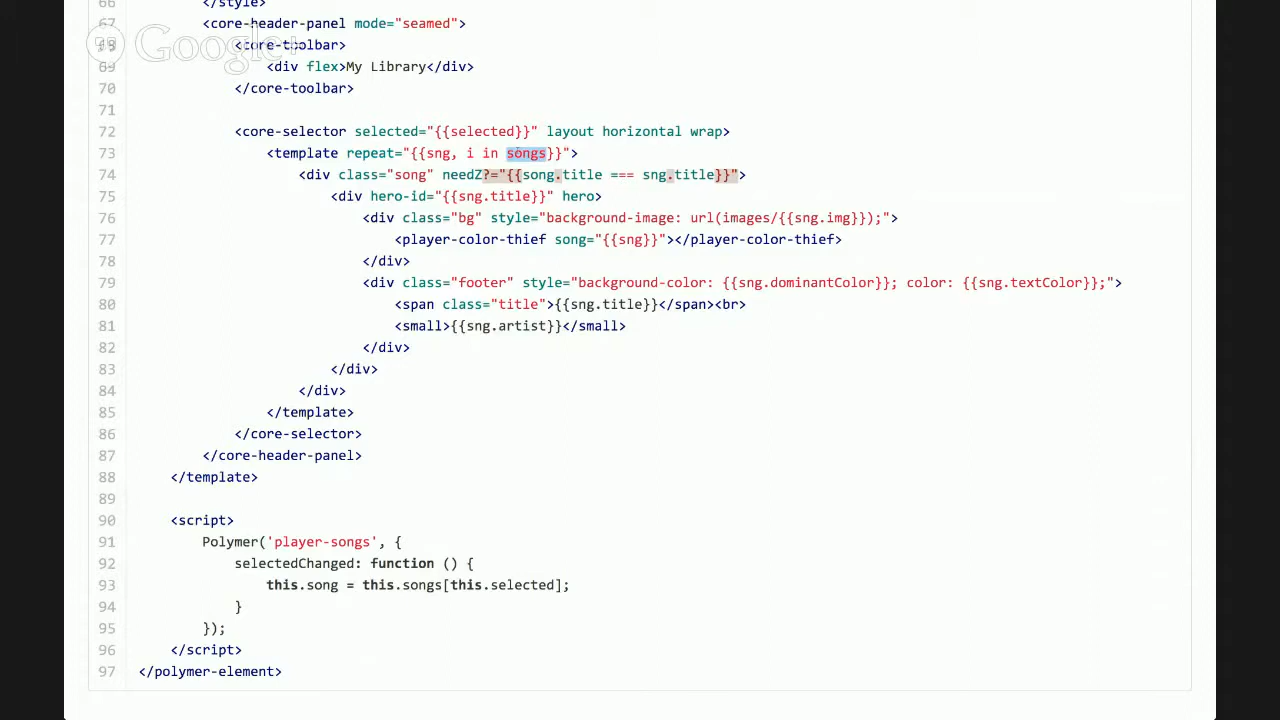 66 </style>
67 <core-header-panel mode="seamed">
Google+
68 <core-toolbar>
69 <div flex>My Library</div>
70 </core-toolbar>
71
72 <core-selector selected="{{selected}}" layout horizontal wrap>
73 <template repeat="{{sng, i in songs}}">
74 <div class="song" needZ?="{{song.title === sng.title}}">
75 <div hero-id="{{sng.title}}" hero>
76 <div class="bg" style="background-image: url(images/{{sng.img}});">
77 <player-color-thief song="{{sng}}"></player-color-thief>
78 </div>
79 <div class="footer" style="background-color: {{sng.dominantColor}}; color: {{sng.textColor}};">
80 <span class="title">{{sng.title}}</span><br>
81 <small>{{sng.artist}}</small>
82 </div>
83 </div>
84 </div>
85 </template>
86 </core-selector>
87 </core-header-panel>
88 </template>
89
90 <script>
91 Polymer('player-songs', {
92 selectedChanged: function () {
93 this.song = this.songs[this.selected];
94 }
95 });
96 </script>
97 </polymer-element>